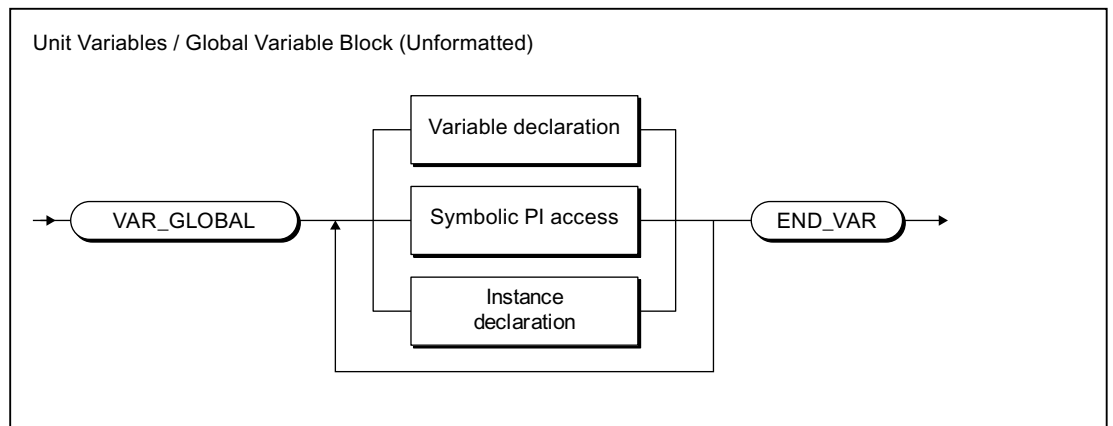 Unit Variables / Global Variable Block (Unformatted)
Variable declaration
VAR_GLOBAL
Symbolic PI access
END_VAR
Instance
declaration